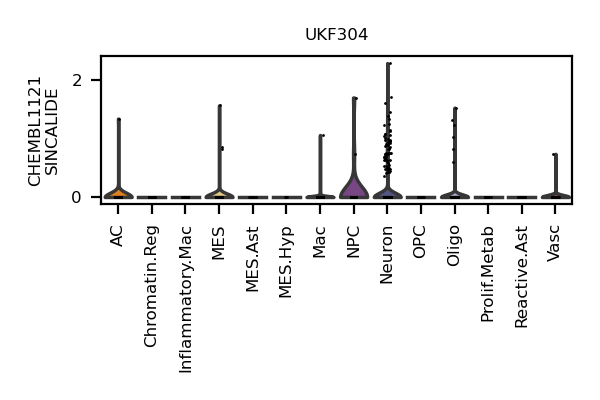 UKF304
CHEMBL1121
SINCALIDE
2
0
AC
Chromatin.Reg
Inflammatory.Mac
MES
MES.Ast
MES.Hyp
Mac
NPC
Neuron
OPC
Oligo
Prolif.Metab
Reactive.Ast
Vasc